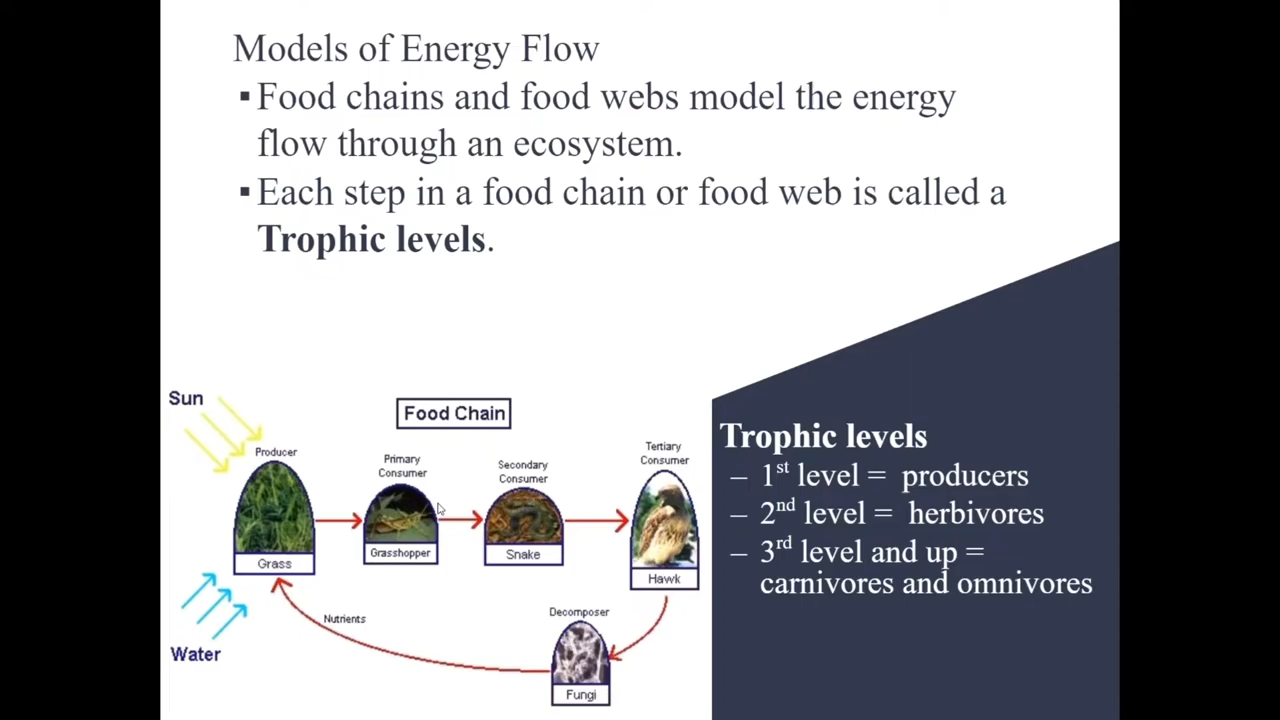 Models of Energy Flow
▪Food chains and food webs model the energy
flow through an ecosystem.
▪Each step in a food chain or food web is called a
Trophic levels.
Sun
Food Chain
Producer
Primary
Consumer
Secondary
Consumer
Tertiary
Consumer
Grass
Grasshopper
Snake
Hawk
Nutrients
Decomposer
Fungi
Water
Trophic levels
– 1st level = producers
– 2nd level = herbivores
– 3rd level and up =
carnivores and omnivores